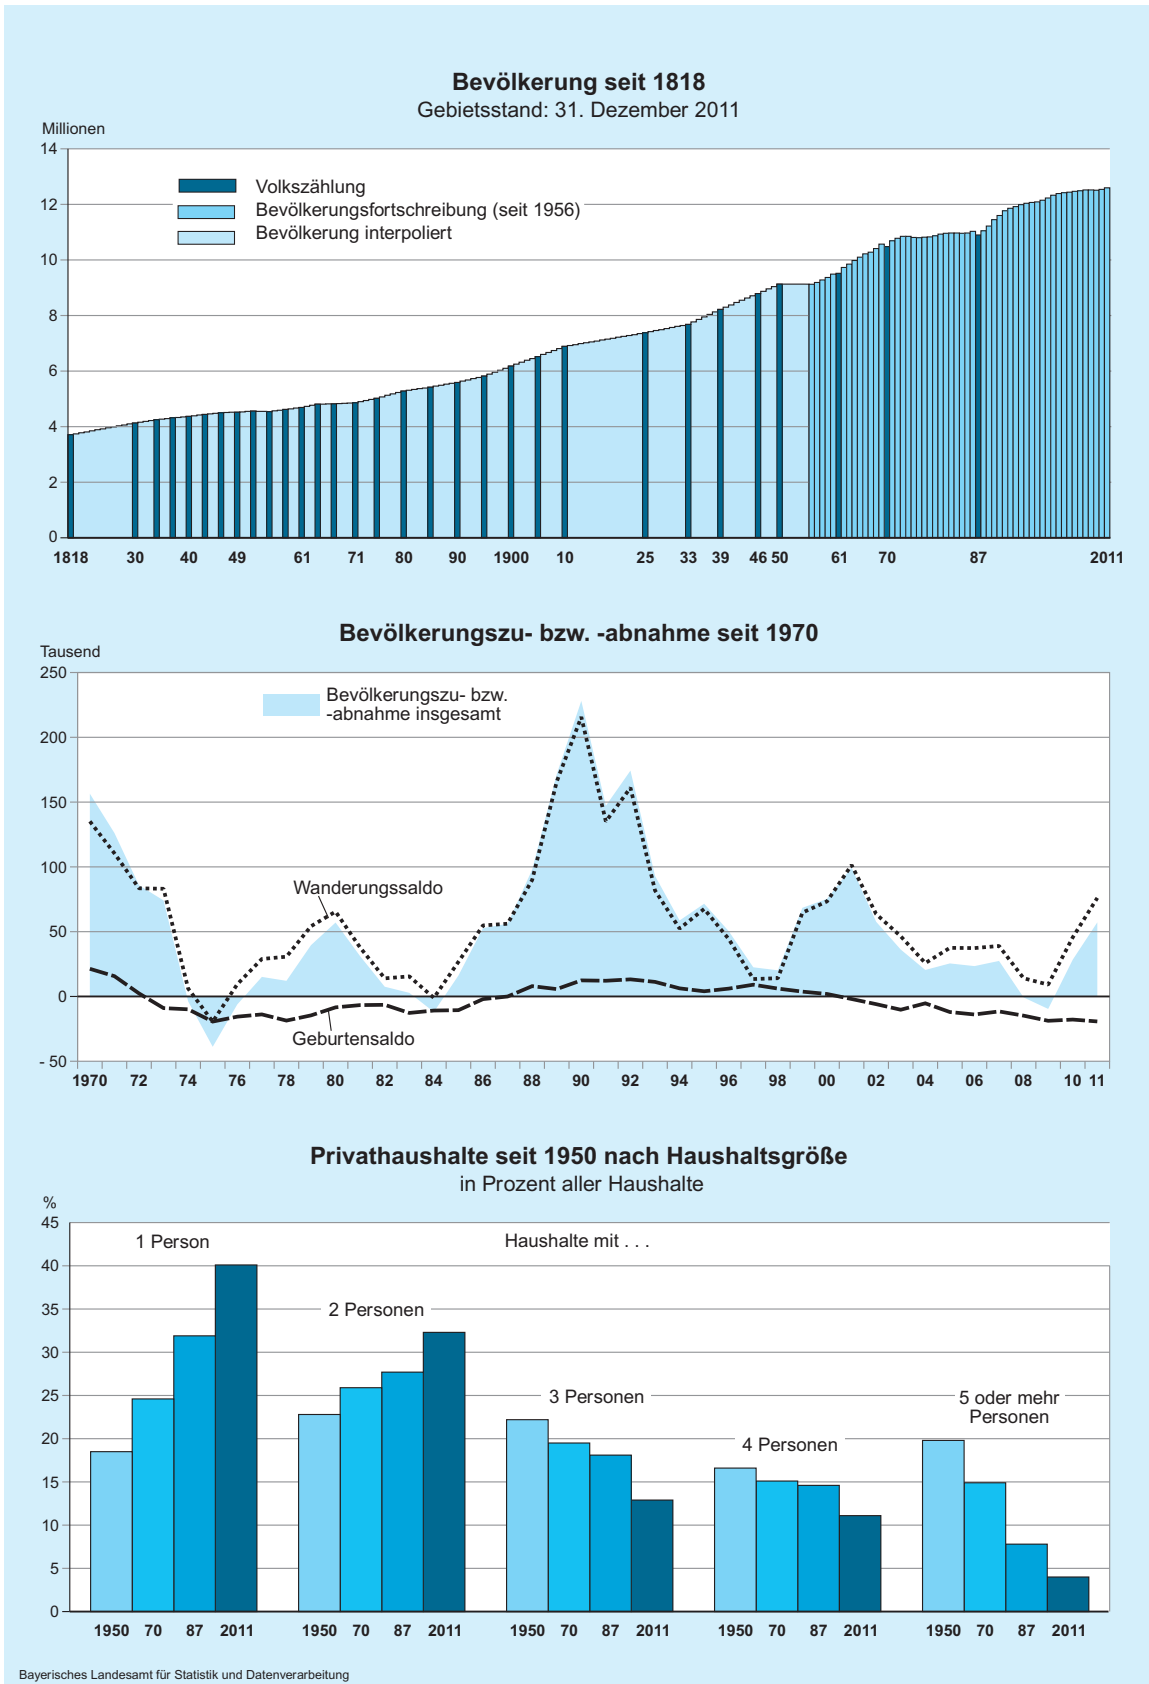 Bevölkerung seit 1818
Gebietsstand: 31. Dezember 2011
Millionen
14
12
10
8
6
4
2
0
Volkszählung
Bevölkerungsfortschreibung (seit 1956)
Bevölkerung interpoliert
1818 30 40 49 61 71 80 90 1900 10 25 33 39 46 50 61 70 87 2011
Bevölkerungszu- bzw. -abnahme seit 1970
Tausend
250
200
150
100
50
0
- 50
Bevölkerungszu- bzw.
-abnahme insgesamt
Wanderungssaldo
Geburtensaldo
1970 72 74 76 78 80 82 84 86 88 90 92 94 96 98 00 02 04 06 08 10 11
Privathaushalte seit 1950 nach Haushaltsgröße
in Prozent aller Haushalte
%
45
40
35
30
25
20
15
10
5
0
Haushalte mit . . .
1 Person
2 Personen
3 Personen
4 Personen
5 oder mehr
Personen
1950 70 87 2011 1950 70 87 2011 1950 70 87 2011 1950 70 87 2011 1950 70 87 2011
Bayerisches Landesamt für Statistik und Datenverarbeitung